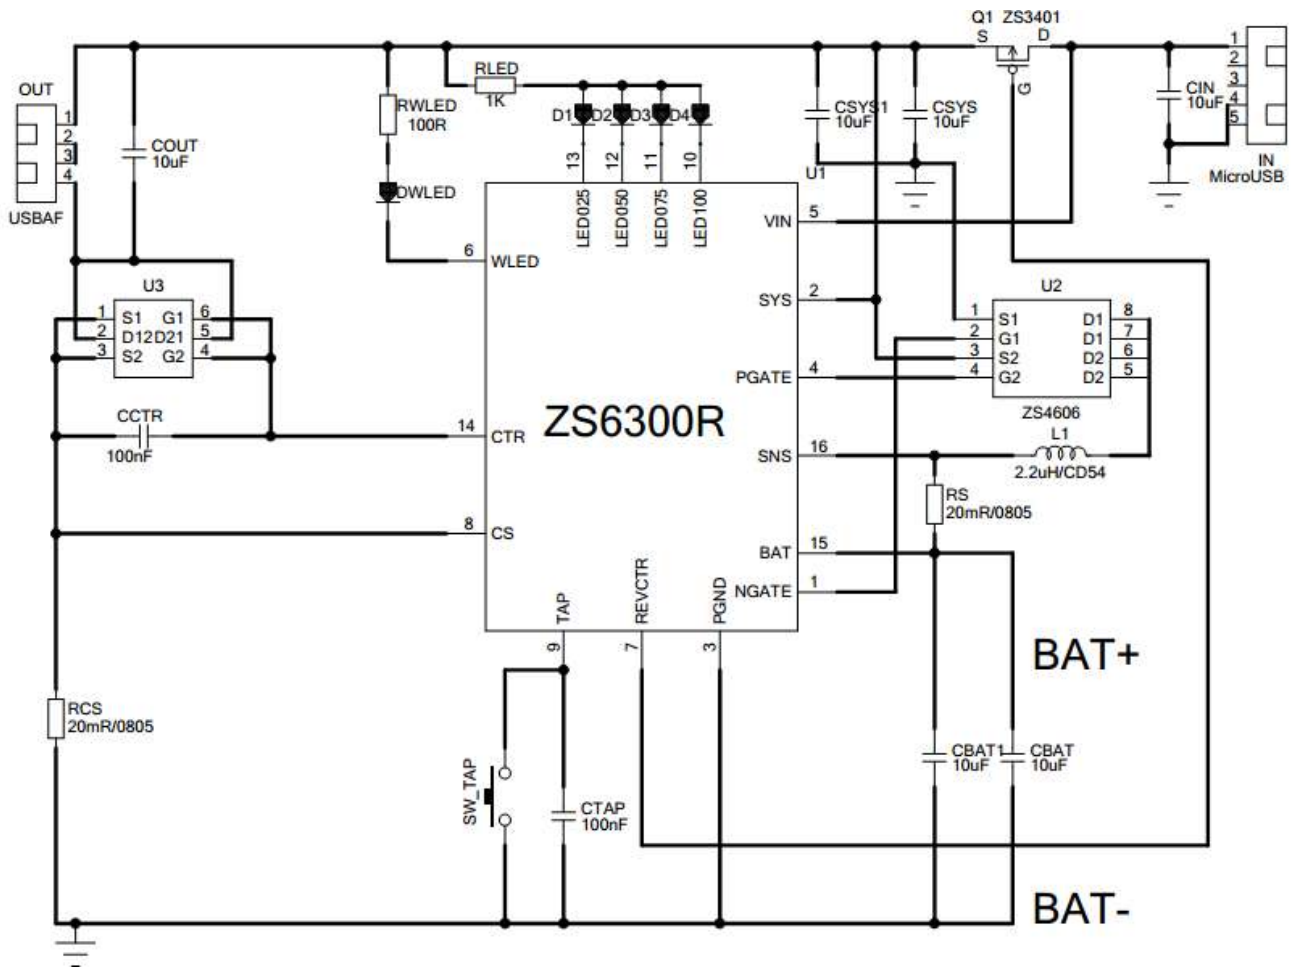 Q1 ZS3401
S D
G
OUT
1
2
3
4
USBAF
COUT
10uF
RWLED
100R
DWLED
RLED
1K
D1 D2 D3 D4
13 12 11 10
CSYS1
10uF
CSYS
10uF
CIN
10uF
1
2
3
4
5
IN
MicroUSB
U1
LED025 LED050 LED075 LED100
VIN 5
6 WLED
SYS 2
PGATE 4
ZS6300R
14 CTR
SNS 16
8 CS
BAT 15
NGATE 1
TAP REVCTR PGND
9 7 3
U3
1 S1 G1 6
2 D12 D21 5
3 S2 G2 4
CCTR
100nF
U2
1 S1 D1 8
2 G1 D1 7
3 S2 D2 6
4 G2 D2 5
ZS4606
L1
2.2uH/CD54
RS
20mR/0805
BAT+
RCS
20mR/0805
SW_TAP
CTAP
100nF
CBAT1
10uF
CBAT
10uF
BAT-